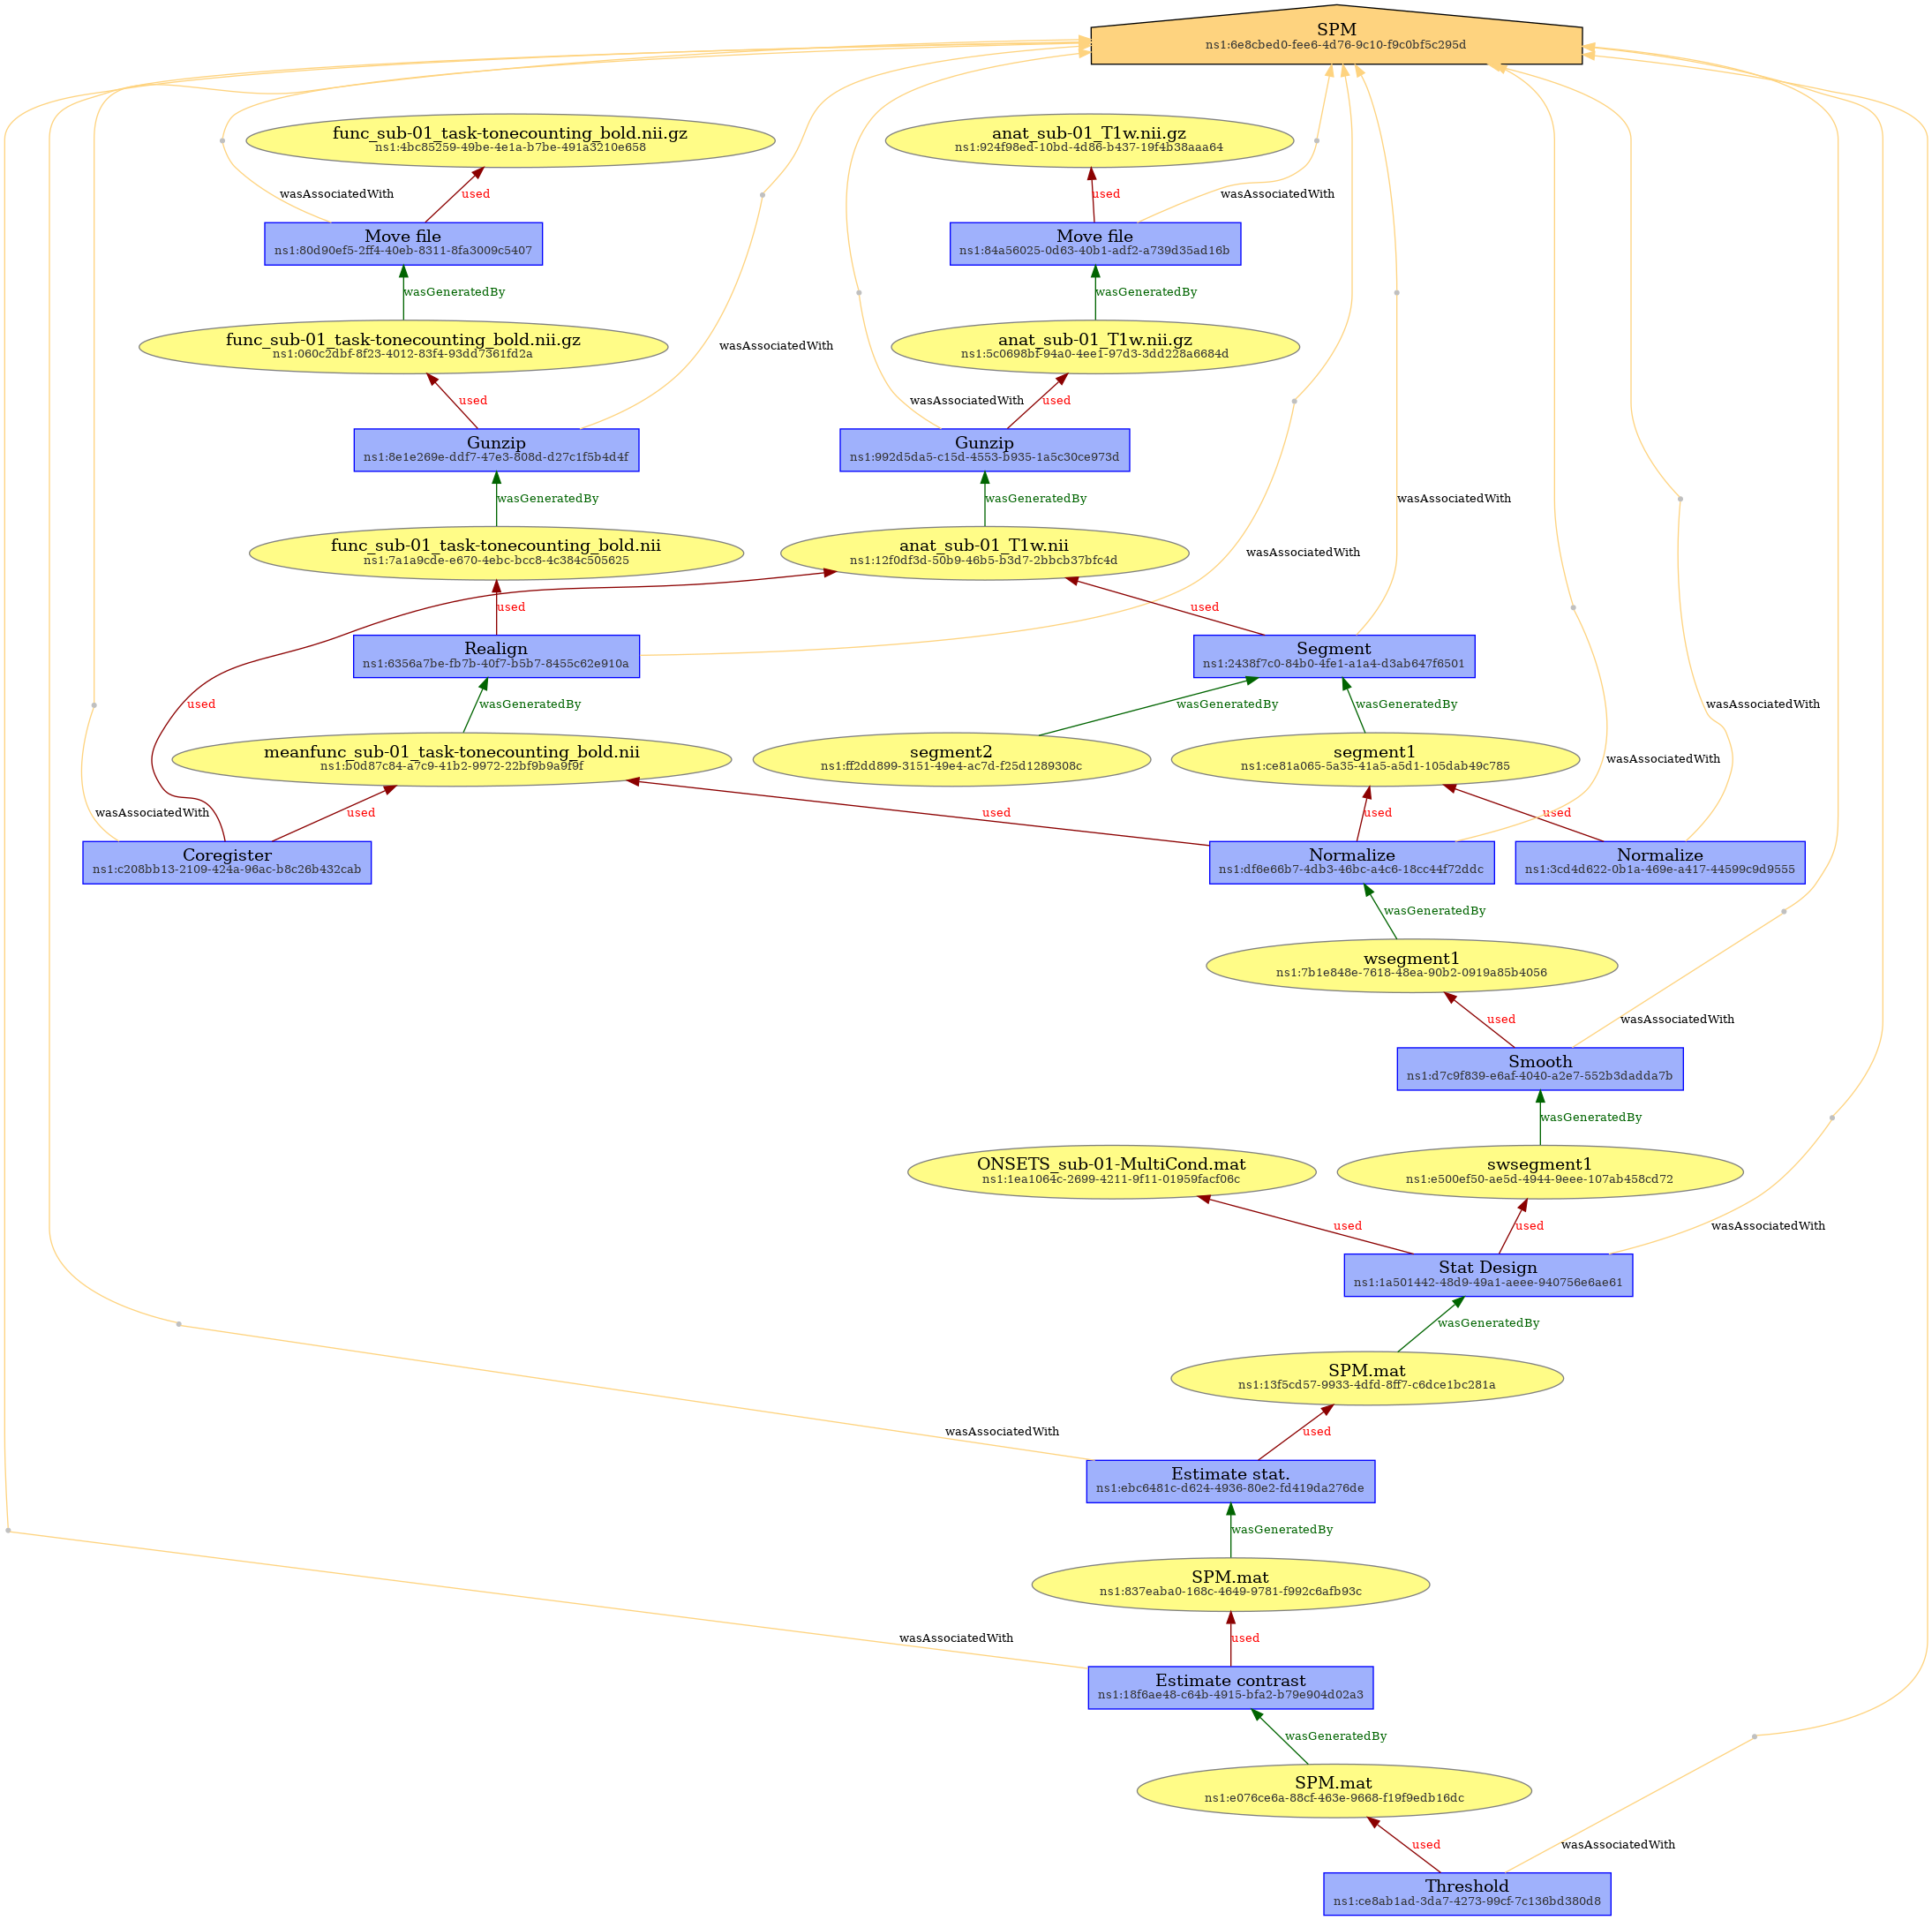 SPM
ns1:6e8cbed0-fee6-4d76-9c10-f9c0bf5c295d
func_sub-01_task-tonecounting_bold.nii.gz
ns1:4bc85259-49be-4e1a-b7be-491a3210e658
anat_sub-01_T1w.nii.gz
ns1:924f98ed-10bd-4d86-b437-19f4b38aaa64
wasAssociatedWith
used
used
wasAssociatedWith
Move file
ns1:80d90ef5-2ff4-40eb-8311-8fa3009c5407
Move file
ns1:84a56025-0d63-40b1-adf2-a739d35ad16b
wasGeneratedBy
wasGeneratedBy
func_sub-01_task-tonecounting_bold.nii.gz
ns1:060c2dbf-8f23-4012-83f4-93dd7361fd2a
wasAssociatedWith
anat_sub-01_T1w.nii.gz
ns1:5c0698bf-94a0-4ee1-97d3-3dd228a6684d
used
wasAssociatedWith
used
Gunzip
ns1:8e1e269e-ddf7-47e3-808d-d27c1f5b4d4f
Gunzip
ns1:992d5da5-c15d-4553-b935-1a5c30ce973d
wasGeneratedBy
wasGeneratedBy
wasAssociatedWith
func_sub-01_task-tonecounting_bold.nii
ns1:7a1a9cde-e670-4ebc-bcc8-4c384c505625
anat_sub-01_T1w.nii
ns1:12f0df3d-50b9-46b5-b3d7-2bbcb37bfc4d
wasAssociatedWith
used
used
Realign
ns1:6356a7be-fb7b-40f7-b5b7-8455c62e910a
Segment
ns1:2438f7c0-84b0-4fe1-a1a4-d3ab647f6501
used
wasGeneratedBy
wasGeneratedBy
wasGeneratedBy
wasAssociatedWith
meanfunc_sub-01_task-tonecounting_bold.nii
ns1:b0d87c84-a7c9-41b2-9972-22bf9b9a9f9f
segment2
ns1:ff2dd899-3151-49e4-ac7d-f25d1289308c
segment1
ns1:ce81a065-5a35-41a5-a5d1-105dab49c785
wasAssociatedWith
wasAssociatedWith
used
used
used
used
Coregister
ns1:c208bb13-2109-424a-96ac-b8c26b432cab
Normalize
ns1:df6e66b7-4db3-46bc-a4c6-18cc44f72ddc
Normalize
ns1:3cd4d622-0b1a-469e-a417-44599c9d9555
wasGeneratedBy
wsegment1
ns1:7b1e848e-7618-48ea-90b2-0919a85b4056
used
wasAssociatedWith
Smooth
ns1:d7c9f839-e6af-4040-a2e7-552b3dadda7b
wasGeneratedBy
ONSETS_sub-01-MultiCond.mat
ns1:1ea1064c-2699-4211-9f11-01959facf06c
swsegment1
ns1:e500ef50-ae5d-4944-9eee-107ab458cd72
used
used
wasAssociatedWith
Stat Design
ns1:1a501442-48d9-49a1-aeee-940756e6ae61
wasGeneratedBy
SPM.mat
ns1:13f5cd57-9933-4dfd-8ff7-c6dce1bc281a
wasAssociatedWith
used
Estimate stat.
ns1:ebc6481c-d624-4936-80e2-fd419da276de
wasGeneratedBy
SPM.mat
ns1:837eaba0-168c-4649-9781-f992c6afb93c
wasAssociatedWith
used
Estimate contrast
ns1:18f6ae48-c64b-4915-bfa2-b79e904d02a3
wasGeneratedBy
SPM.mat
ns1:e076ce6a-88cf-463e-9668-f19f9edb16dc
used
wasAssociatedWith
Threshold
ns1:ce8ab1ad-3da7-4273-99cf-7c136bd380d8